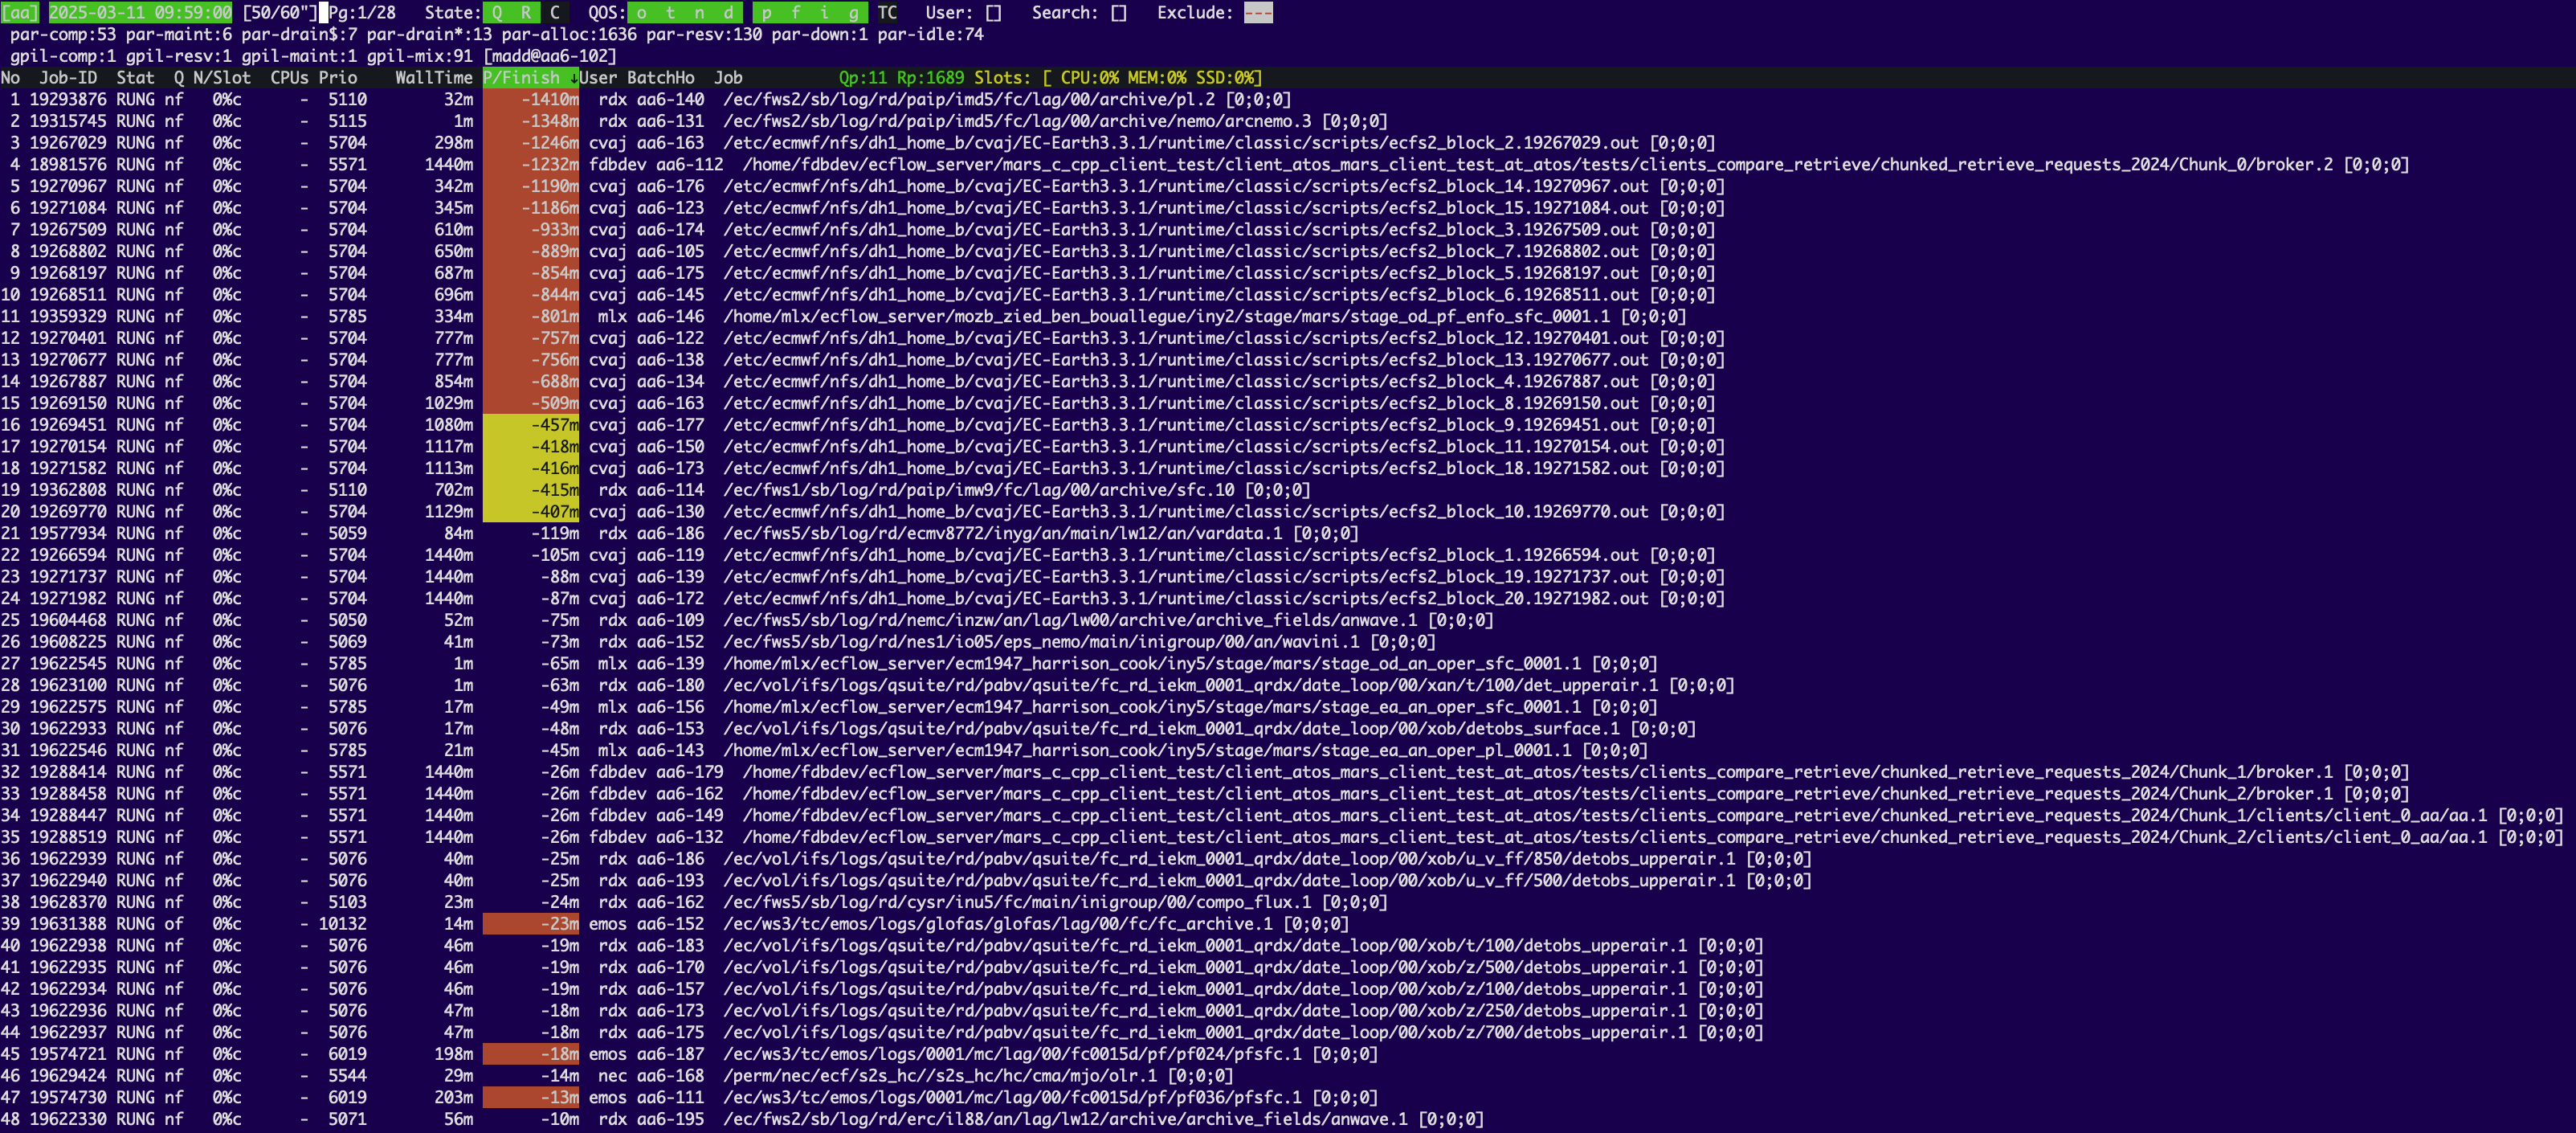 [aa] 2025-03-11 09:59:00 [50/60"] Pg:1/28 State: Q R C QOS: o t n d p f i g TC User: [] Search: [] Exclude: ---
par-comp:53 par-maint:6 par-drain$:7 par-drain*:13 par-alloc:1636 par-resv:130 par-down:1 par-idle:74
gpil-comp:1 gpil-resv:1 gpil-maint:1 gpil-mix:91 [madd@aa6-102]
No Job-ID Stat Q N/Slot CPUs Prio WallTime P/Finish ↓User BatchHo Job Qp:11 Rp:1689 Slots: [ CPU:0% MEM:0% SSD:0%]
1 19293876 RUNG nf 0%c - 5110 32m -1410m rdx aa6-140 /ec/fws2/sb/log/rd/paip/imd5/fc/lag/00/archive/pl.2 [0;0;0]
2 19315745 RUNG nf 0%c - 5115 1m -1348m rdx aa6-131 /ec/fws2/sb/log/rd/paip/imd5/fc/lag/00/archive/nemo/arcnemo.3 [0;0;0]
3 19267029 RUNG nf 0%c - 5704 298m -1246m cvaj aa6-163 /etc/ecmwf/nfs/dh1_home_b/cvaj/EC-Earth3.3.1/runtime/classic/scripts/ecfs2_block_2.19267029.out [0;0;0]
4 18981576 RUNG nf 0%c - 5571 1440m -1232m fdbdev aa6-112 /home/fdbdev/ecflow_server/mars_c_cpp_client_test/client_atos_mars_client_test_at_atos/tests/clients_compare_retrieve/chunked_retrieve_requests_2024/Chunk_0/broker.2 [0;0;0]
5 19270967 RUNG nf 0%c - 5704 342m -1190m cvaj aa6-176 /etc/ecmwf/nfs/dh1_home_b/cvaj/EC-Earth3.3.1/runtime/classic/scripts/ecfs2_block_14.19270967.out [0;0;0]
6 19271084 RUNG nf 0%c - 5704 345m -1186m cvaj aa6-123 /etc/ecmwf/nfs/dh1_home_b/cvaj/EC-Earth3.3.1/runtime/classic/scripts/ecfs2_block_15.19271084.out [0;0;0]
7 19267509 RUNG nf 0%c - 5704 610m -933m cvaj aa6-174 /etc/ecmwf/nfs/dh1_home_b/cvaj/EC-Earth3.3.1/runtime/classic/scripts/ecfs2_block_3.19267509.out [0;0;0]
8 19268802 RUNG nf 0%c - 5704 650m -889m cvaj aa6-105 /etc/ecmwf/nfs/dh1_home_b/cvaj/EC-Earth3.3.1/runtime/classic/scripts/ecfs2_block_7.19268802.out [0;0;0]
9 19268197 RUNG nf 0%c - 5704 687m -854m cvaj aa6-175 /etc/ecmwf/nfs/dh1_home_b/cvaj/EC-Earth3.3.1/runtime/classic/scripts/ecfs2_block_5.19268197.out [0;0;0]
10 19268511 RUNG nf 0%c - 5704 696m -844m cvaj aa6-145 /etc/ecmwf/nfs/dh1_home_b/cvaj/EC-Earth3.3.1/runtime/classic/scripts/ecfs2_block_6.19268511.out [0;0;0]
11 19359329 RUNG nf 0%c - 5785 334m -801m mlx aa6-146 /home/mlx/ecflow_server/mozb_zied_ben_bouallegue/iny2/stage/mars/stage_od_pf_enfo_sfc_0001.1 [0;0;0]
12 19270401 RUNG nf 0%c - 5704 777m -757m cvaj aa6-122 /etc/ecmwf/nfs/dh1_home_b/cvaj/EC-Earth3.3.1/runtime/classic/scripts/ecfs2_block_12.19270401.out [0;0;0]
13 19270677 RUNG nf 0%c - 5704 777m -756m cvaj aa6-138 /etc/ecmwf/nfs/dh1_home_b/cvaj/EC-Earth3.3.1/runtime/classic/scripts/ecfs2_block_13.19270677.out [0;0;0]
14 19267887 RUNG nf 0%c - 5704 854m -688m cvaj aa6-134 /etc/ecmwf/nfs/dh1_home_b/cvaj/EC-Earth3.3.1/runtime/classic/scripts/ecfs2_block_4.19267887.out [0;0;0]
15 19269150 RUNG nf 0%c - 5704 1029m -509m cvaj aa6-163 /etc/ecmwf/nfs/dh1_home_b/cvaj/EC-Earth3.3.1/runtime/classic/scripts/ecfs2_block_8.19269150.out [0;0;0]
16 19269451 RUNG nf 0%c - 5704 1080m -457m cvaj aa6-177 /etc/ecmwf/nfs/dh1_home_b/cvaj/EC-Earth3.3.1/runtime/classic/scripts/ecfs2_block_9.19269451.out [0;0;0]
17 19270154 RUNG nf 0%c - 5704 1117m -418m cvaj aa6-150 /etc/ecmwf/nfs/dh1_home_b/cvaj/EC-Earth3.3.1/runtime/classic/scripts/ecfs2_block_11.19270154.out [0;0;0]
18 19271582 RUNG nf 0%c - 5704 1113m -416m cvaj aa6-173 /etc/ecmwf/nfs/dh1_home_b/cvaj/EC-Earth3.3.1/runtime/classic/scripts/ecfs2_block_18.19271582.out [0;0;0]
19 19362808 RUNG nf 0%c - 5110 702m -415m rdx aa6-114 /ec/fws1/sb/log/rd/paip/imw9/fc/lag/00/archive/sfc.10 [0;0;0]
20 19269770 RUNG nf 0%c - 5704 1129m -407m cvaj aa6-130 /etc/ecmwf/nfs/dh1_home_b/cvaj/EC-Earth3.3.1/runtime/classic/scripts/ecfs2_block_10.19269770.out [0;0;0]
21 19577934 RUNG nf 0%c - 5059 84m -119m rdx aa6-186 /ec/fws5/sb/log/rd/ecmv8772/inyg/an/main/lw12/an/vardata.1 [0;0;0]
22 19266594 RUNG nf 0%c - 5704 1440m -105m cvaj aa6-119 /etc/ecmwf/nfs/dh1_home_b/cvaj/EC-Earth3.3.1/runtime/classic/scripts/ecfs2_block_1.19266594.out [0;0;0]
23 19271737 RUNG nf 0%c - 5704 1440m -88m cvaj aa6-139 /etc/ecmwf/nfs/dh1_home_b/cvaj/EC-Earth3.3.1/runtime/classic/scripts/ecfs2_block_19.19271737.out [0;0;0]
24 19271982 RUNG nf 0%c - 5704 1440m -87m cvaj aa6-172 /etc/ecmwf/nfs/dh1_home_b/cvaj/EC-Earth3.3.1/runtime/classic/scripts/ecfs2_block_20.19271982.out [0;0;0]
25 19604468 RUNG nf 0%c - 5050 52m -75m rdx aa6-109 /ec/fws5/sb/log/rd/nemc/inzw/an/lag/lw00/archive/archive_fields/anwave.1 [0;0;0]
26 19608225 RUNG nf 0%c - 5069 41m -73m rdx aa6-152 /ec/fws5/sb/log/rd/nes1/io05/eps_nemo/main/inigroup/00/an/wavini.1 [0;0;0]
27 19622545 RUNG nf 0%c - 5785 1m -65m mlx aa6-139 /home/mlx/ecflow_server/ecm1947_harrison_cook/iny5/stage/mars/stage_od_an_oper_sfc_0001.1 [0;0;0]
28 19623100 RUNG nf 0%c - 5076 1m -63m rdx aa6-180 /ec/vol/ifs/logs/qsuite/rd/pabv/qsuite/fc_rd_iekm_0001_qrdx/date_loop/00/xan/t/100/det_upperair.1 [0;0;0]
29 19622575 RUNG nf 0%c - 5785 17m -49m mlx aa6-156 /home/mlx/ecflow_server/ecm1947_harrison_cook/iny5/stage/mars/stage_ea_an_oper_sfc_0001.1 [0;0;0]
30 19622933 RUNG nf 0%c - 5076 17m -48m rdx aa6-153 /ec/vol/ifs/logs/qsuite/rd/pabv/qsuite/fc_rd_iekm_0001_qrdx/date_loop/00/xob/detobs_surface.1 [0;0;0]
31 19622546 RUNG nf 0%c - 5785 21m -45m mlx aa6-143 /home/mlx/ecflow_server/ecm1947_harrison_cook/iny5/stage/mars/stage_ea_an_oper_pl_0001.1 [0;0;0]
32 19288414 RUNG nf 0%c - 5571 1440m -26m fdbdev aa6-179 /home/fdbdev/ecflow_server/mars_c_cpp_client_test/client_atos_mars_client_test_at_atos/tests/clients_compare_retrieve/chunked_retrieve_requests_2024/Chunk_1/broker.1 [0;0;0]
33 19288458 RUNG nf 0%c - 5571 1440m -26m fdbdev aa6-162 /home/fdbdev/ecflow_server/mars_c_cpp_client_test/client_atos_mars_client_test_at_atos/tests/clients_compare_retrieve/chunked_retrieve_requests_2024/Chunk_2/broker.1 [0;0;0]
34 19288447 RUNG nf 0%c - 5571 1440m -26m fdbdev aa6-149 /home/fdbdev/ecflow_server/mars_c_cpp_client_test/client_atos_mars_client_test_at_atos/tests/clients_compare_retrieve/chunked_retrieve_requests_2024/Chunk_1/clients/client_0_aa/aa.1 [0;0;0]
35 19288519 RUNG nf 0%c - 5571 1440m -26m fdbdev aa6-132 /home/fdbdev/ecflow_server/mars_c_cpp_client_test/client_atos_mars_client_test_at_atos/tests/clients_compare_retrieve/chunked_retrieve_requests_2024/Chunk_2/clients/client_0_aa/aa.1 [0;0;0]
36 19622939 RUNG nf 0%c - 5076 40m -25m rdx aa6-186 /ec/vol/ifs/logs/qsuite/rd/pabv/qsuite/fc_rd_iekm_0001_qrdx/date_loop/00/xob/u_v_ff/850/detobs_upperair.1 [0;0;0]
37 19622940 RUNG nf 0%c - 5076 40m -25m rdx aa6-193 /ec/vol/ifs/logs/qsuite/rd/pabv/qsuite/fc_rd_iekm_0001_qrdx/date_loop/00/xob/u_v_ff/500/detobs_upperair.1 [0;0;0]
38 19628370 RUNG nf 0%c - 5103 23m -24m rdx aa6-162 /ec/fws5/sb/log/rd/cysr/inu5/fc/main/inigroup/00/compo_flux.1 [0;0;0]
39 19631388 RUNG of 0%c - 10132 14m -23m emos aa6-152 /ec/ws3/tc/emos/logs/glofas/glofas/lag/00/fc/fc_archive.1 [0;0;0]
40 19622938 RUNG nf 0%c - 5076 46m -19m rdx aa6-183 /ec/vol/ifs/logs/qsuite/rd/pabv/qsuite/fc_rd_iekm_0001_qrdx/date_loop/00/xob/t/100/detobs_upperair.1 [0;0;0]
41 19622935 RUNG nf 0%c - 5076 46m -19m rdx aa6-170 /ec/vol/ifs/logs/qsuite/rd/pabv/qsuite/fc_rd_iekm_0001_qrdx/date_loop/00/xob/z/500/detobs_upperair.1 [0;0;0]
42 19622934 RUNG nf 0%c - 5076 46m -19m rdx aa6-157 /ec/vol/ifs/logs/qsuite/rd/pabv/qsuite/fc_rd_iekm_0001_qrdx/date_loop/00/xob/z/100/detobs_upperair.1 [0;0;0]
43 19622936 RUNG nf 0%c - 5076 47m -18m rdx aa6-173 /ec/vol/ifs/logs/qsuite/rd/pabv/qsuite/fc_rd_iekm_0001_qrdx/date_loop/00/xob/z/250/detobs_upperair.1 [0;0;0]
44 19622937 RUNG nf 0%c - 5076 47m -18m rdx aa6-175 /ec/vol/ifs/logs/qsuite/rd/pabv/qsuite/fc_rd_iekm_0001_qrdx/date_loop/00/xob/z/700/detobs_upperair.1 [0;0;0]
45 19574721 RUNG nf 0%c - 6019 198m -18m emos aa6-187 /ec/ws3/tc/emos/logs/0001/mc/lag/00/fc0015d/pf/pf024/pfsfc.1 [0;0;0]
46 19629424 RUNG nf 0%c - 5544 29m -14m nec aa6-168 /perm/nec/ecf/s2s_hc//s2s_hc/hc/cma/mjo/olr.1 [0;0;0]
47 19574730 RUNG nf 0%c - 6019 203m -13m emos aa6-111 /ec/ws3/tc/emos/logs/0001/mc/lag/00/fc0015d/pf/pf036/pfsfc.1 [0;0;0]
48 19622330 RUNG nf 0%c - 5071 56m -10m rdx aa6-195 /ec/fws2/sb/log/rd/erc/il88/an/lag/lw12/archive/archive_fields/anwave.1 [0;0;0]